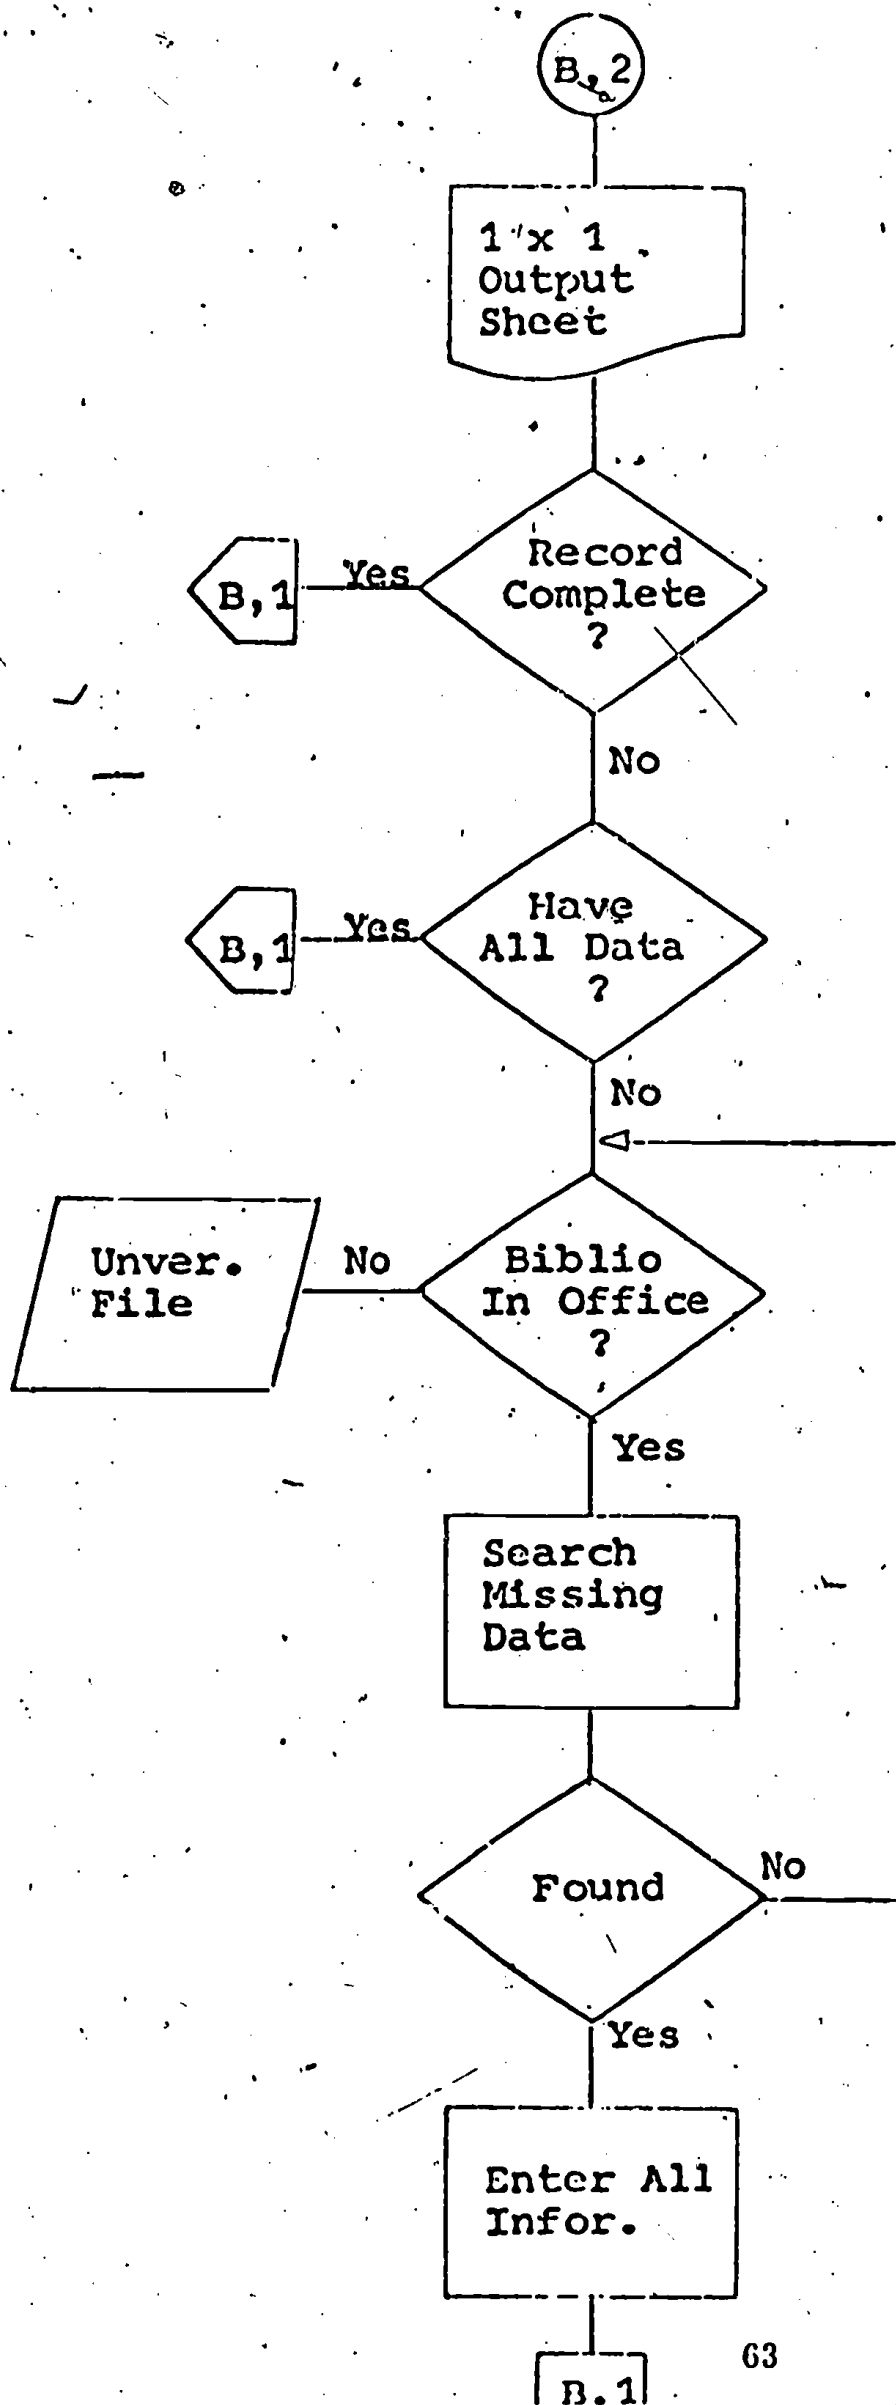 B,2
1 x 1
Output
Sheet
Record
Complete
?
Yes
B,1
No
Have
All Data
?
Yes
B,1
No
Biblio
In Office
?
No
Unver.
File
Yes
Search
Missing
Data
Found
No
Yes
Enter All
Infor.
B.1
63